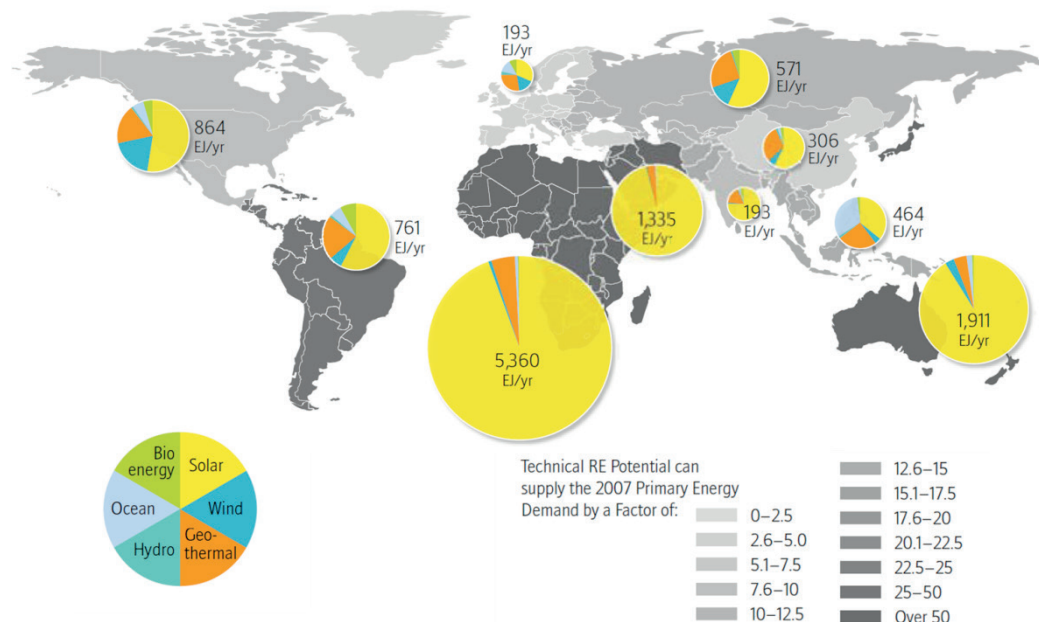 193
EJ/yr
571
EJ/yr
864
EJ/yr
306
EJ/yr
1,335
EJ/yr
193
EJ/yr
464
EJ/yr
761
EJ/yr
1,911
EJ/yr
5,360
EJ/yr
Bio
energy
Solar
Ocean
Wind
Hydro
Geo-
thermal
Technical RE Potential can
supply the 2007 Primary Energy
Demand by a Factor of:
0–2.5
2.6–5.0
5.1–7.5
7.6–10
10–12.5
12.6–15
15.1–17.5
17.6–20
20.1–22.5
22.5–25
25–50
Over 50